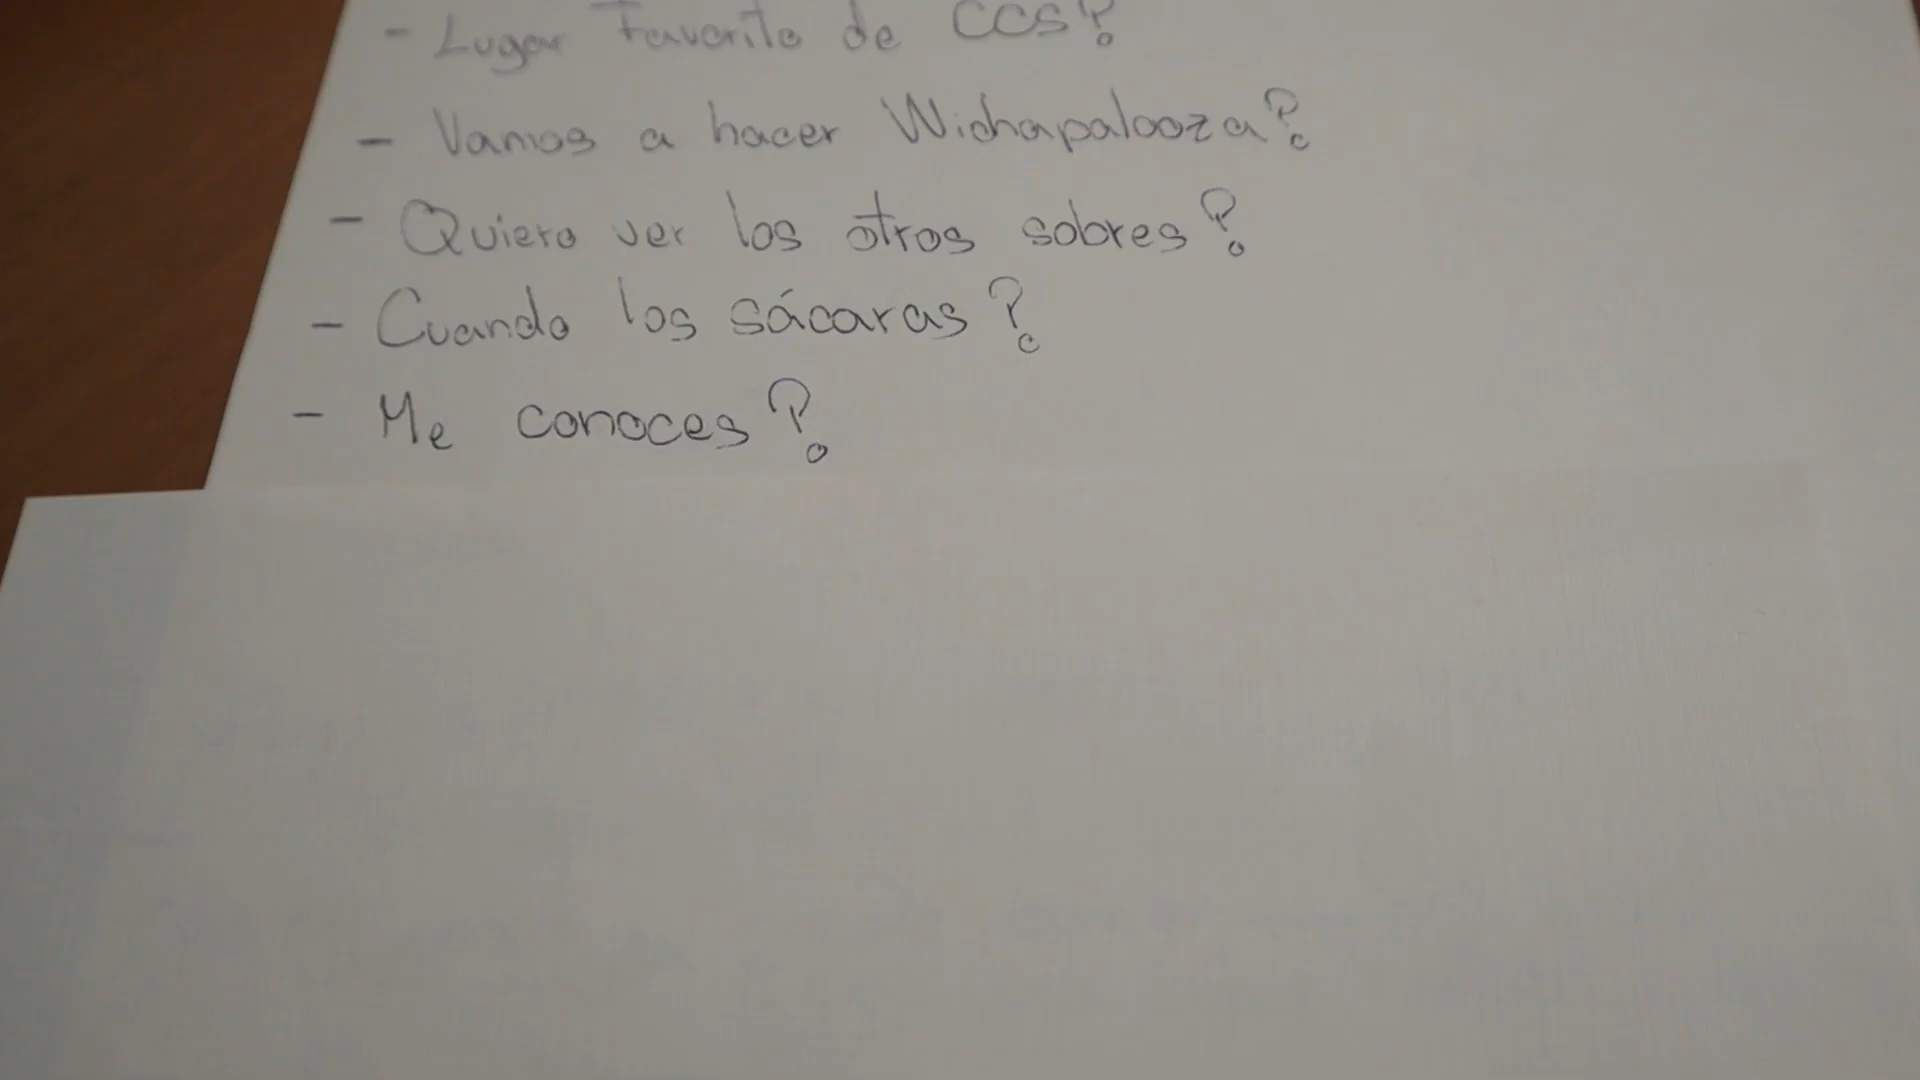 - Lugar Favorito de CCS?
- Vamos a hacer Wichapalooza?
- Quiero ver los otros sobres?
- Cuando los sácaras?
- Me conoces?